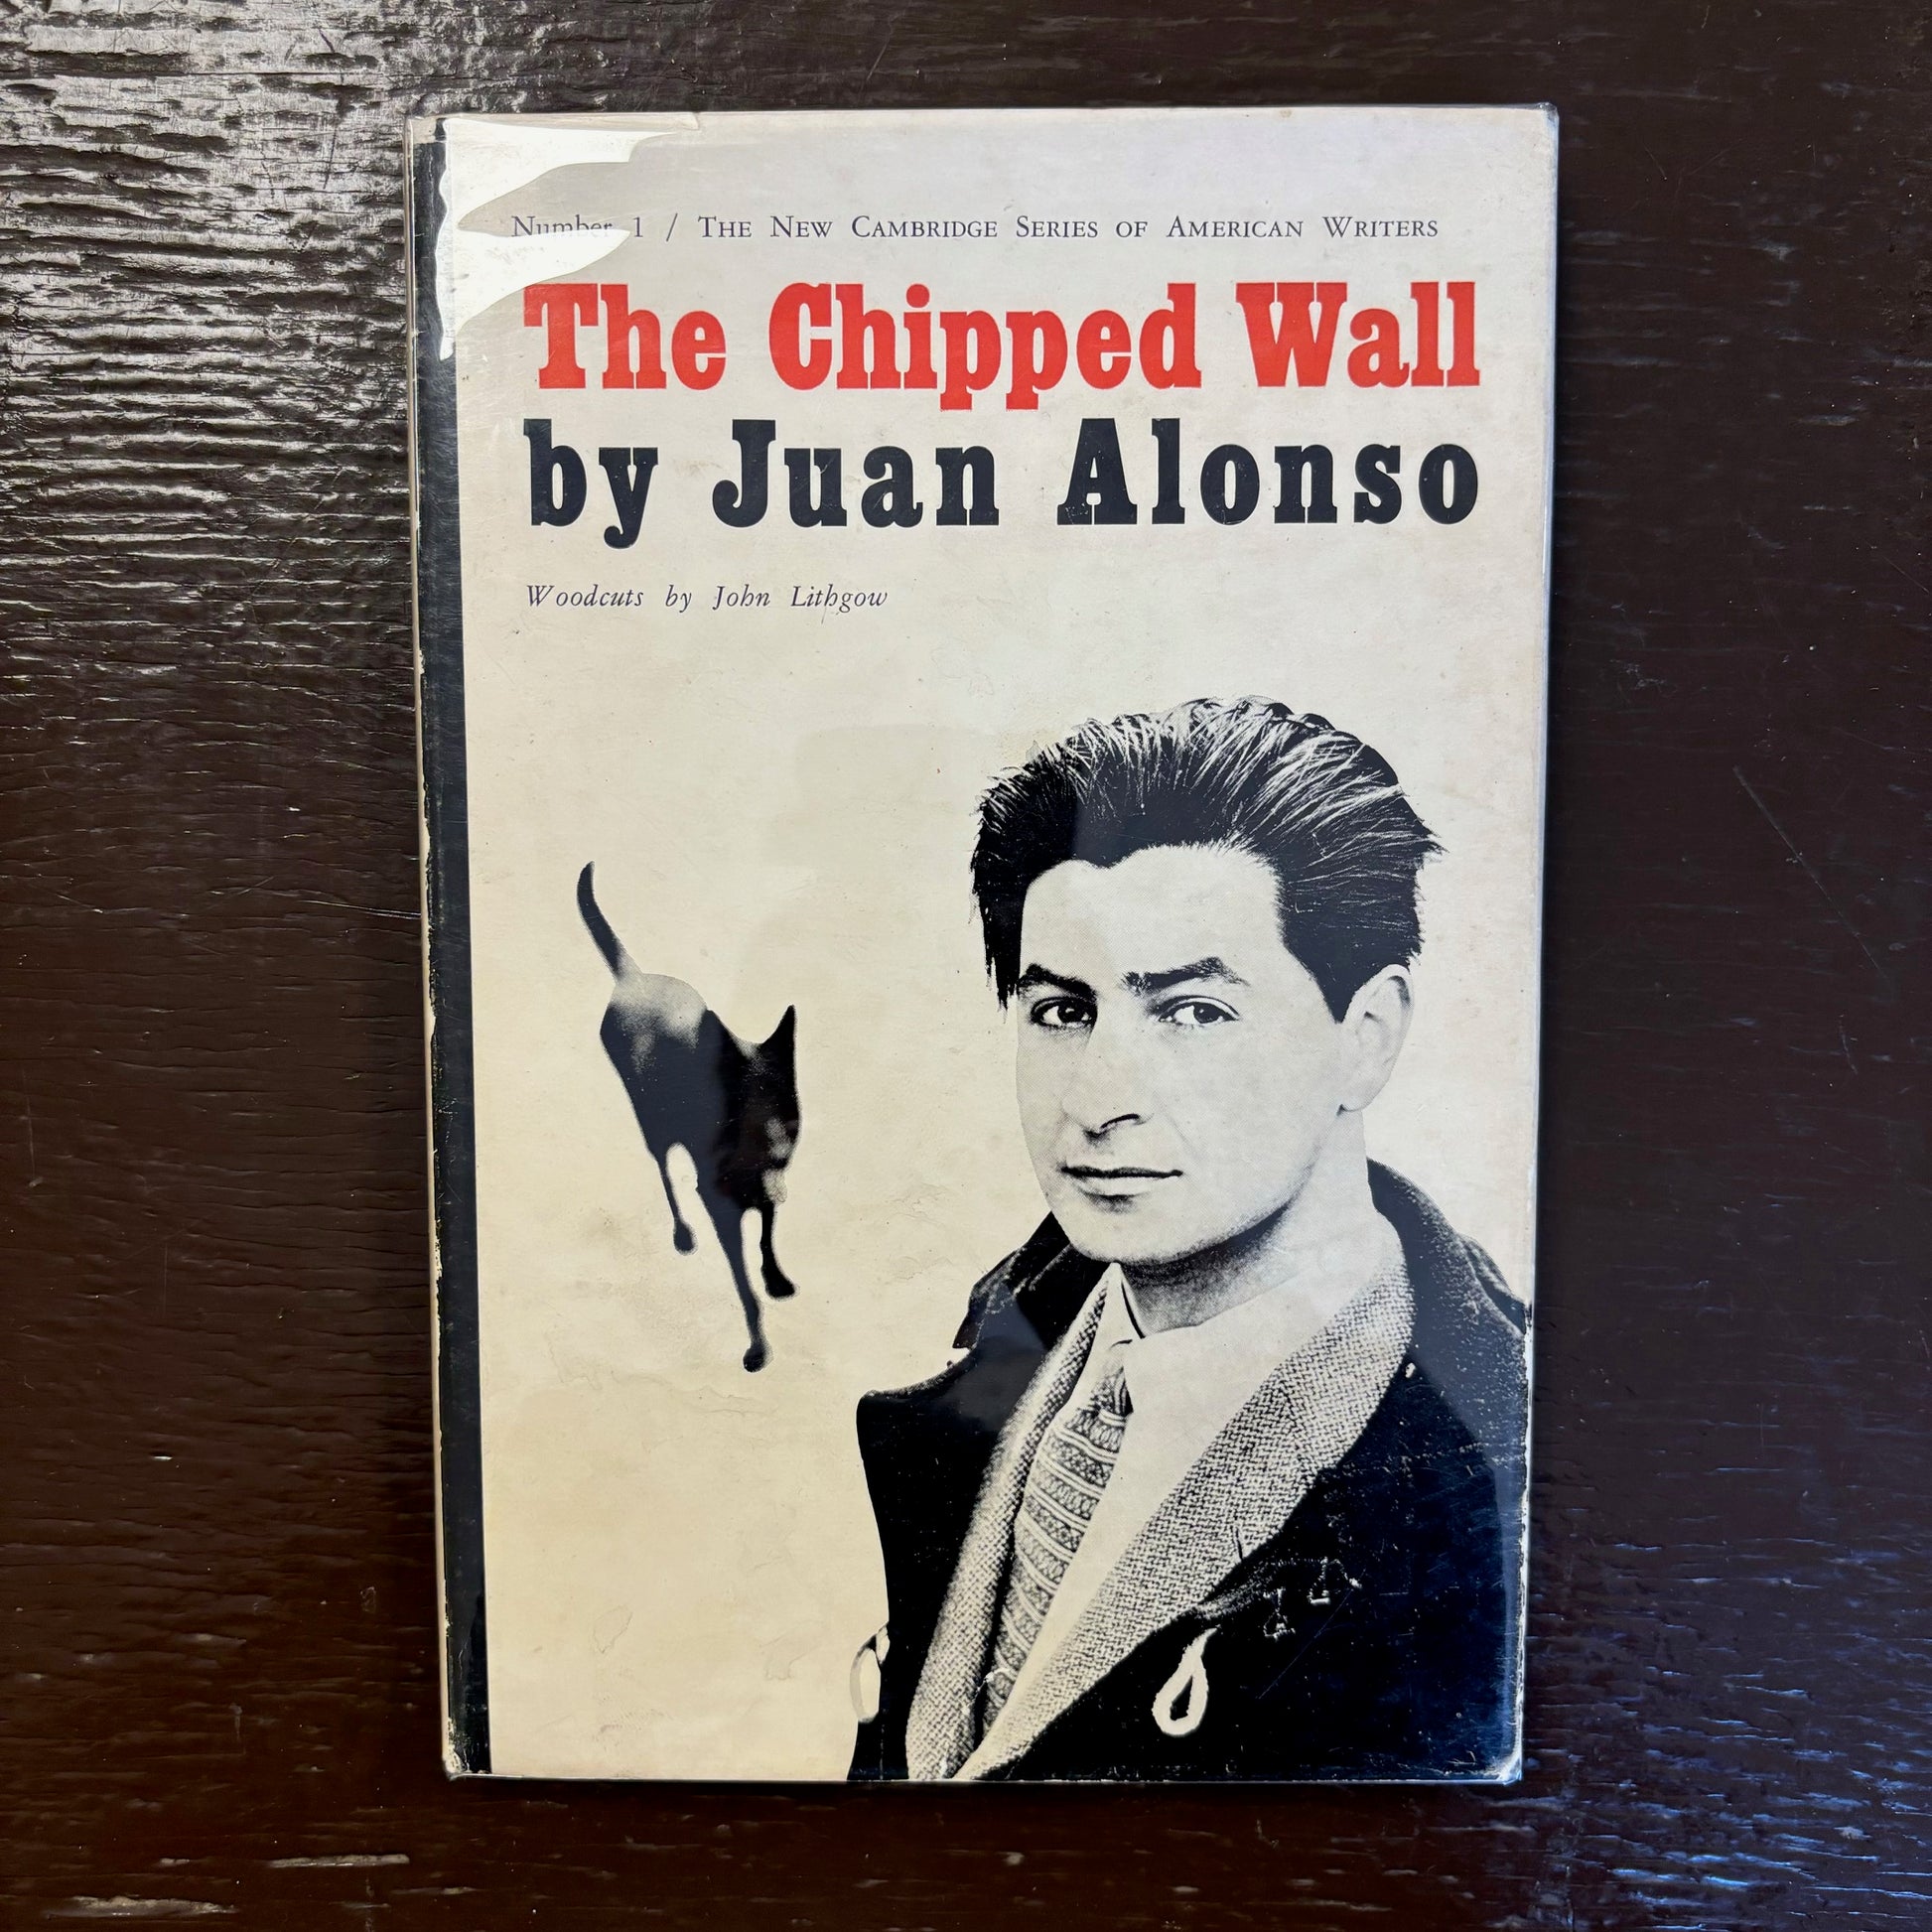 Number 1 / The New Cambridge Series of American Writers
The Chipped Wall
by Juan Alonso
Woodcuts by John Lithgow